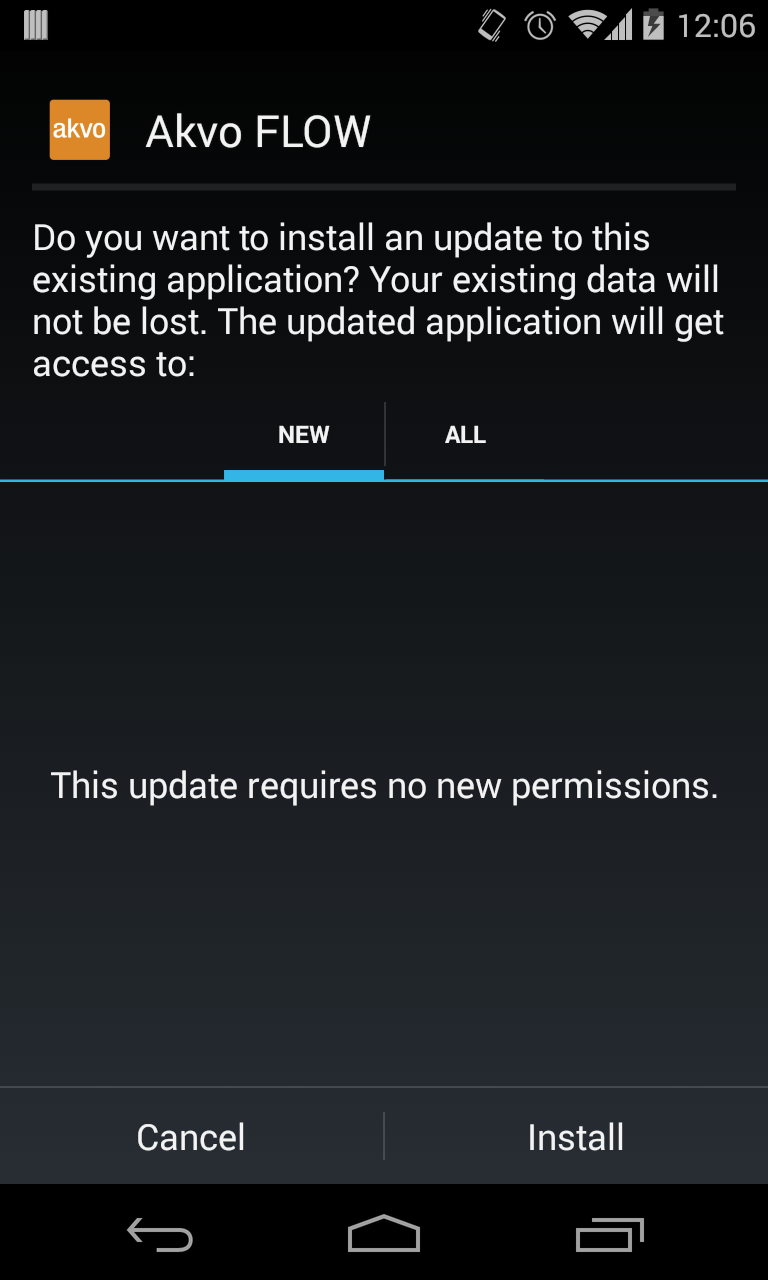 12:06
akvo
Akvo FLOW
Do you want to install an update to this
existing application? Your existing data will
not be lost. The updated application will get
access to:
NEW
ALL
This update requires no new permissions.
Cancel
Install